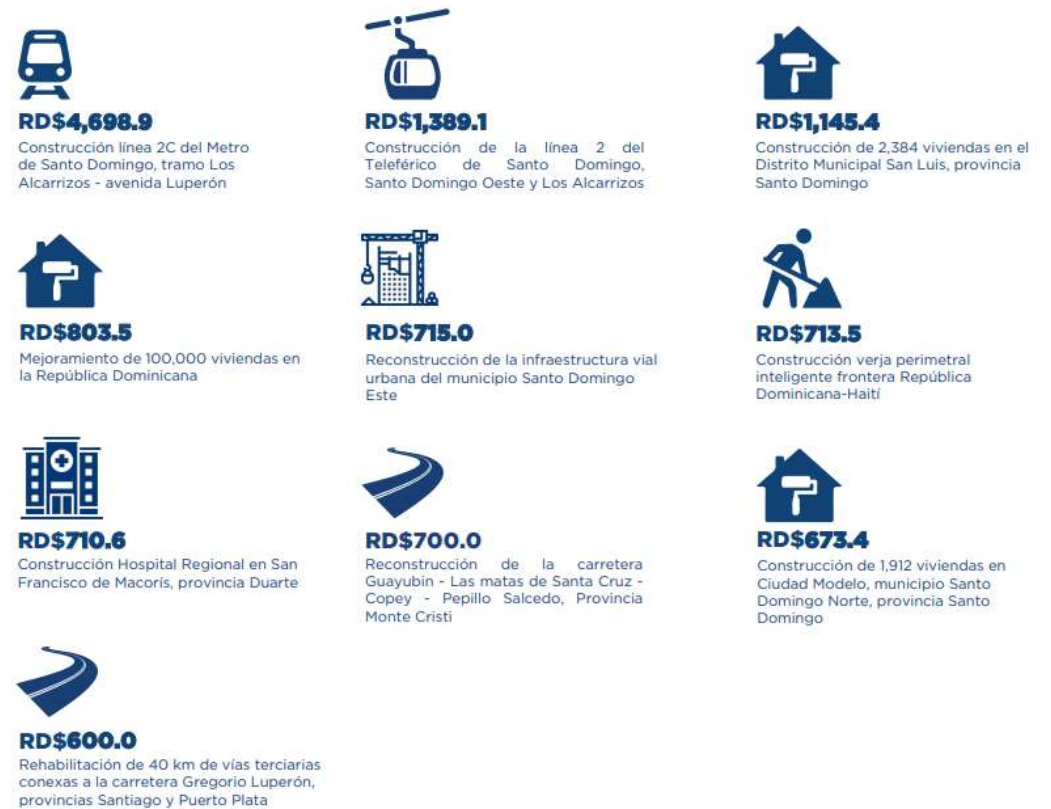 RD$4,698.9
Construcción línea 2C del Metro
de Santo Domingo, tramo Los
Alcarrizos - avenida Luperón
RD$1,389.1
Construcción de la línea 2 del
Teleférico de Santo Domingo,
Santo Domingo Oeste y Los Alcarrizos
RD$1,145.4
Construcción de 2,384 viviendas en el
Distrito Municipal San Luis, provincia
Santo Domingo
RD$803.5
Mejoramiento de 100,000 viviendas en
la República Dominicana
RD$715.0
Reconstrucción de la infraestructura vial
urbana del municipio Santo Domingo
Este
RD$713.5
Construcción verja perimetral
inteligente frontera República
Dominicana-Haití
RD$710.6
Construcción Hospital Regional en San
Francisco de Macorís, provincia Duarte
RD$700.0
Reconstrucción de la carretera
Guayubin - Las matas de Santa Cruz -
Copey - Pepillo Salcedo, Provincia
Monte Cristi
RD$673.4
Construcción de 1,912 viviendas en
Ciudad Modelo, municipio Santo
Domingo Norte, provincia Santo
Domingo
RD$600.0
Rehabilitación de 40 km de vías terciarias
conexas a la carretera Gregorio Luperón,
provincias Santiago y Puerto Plata